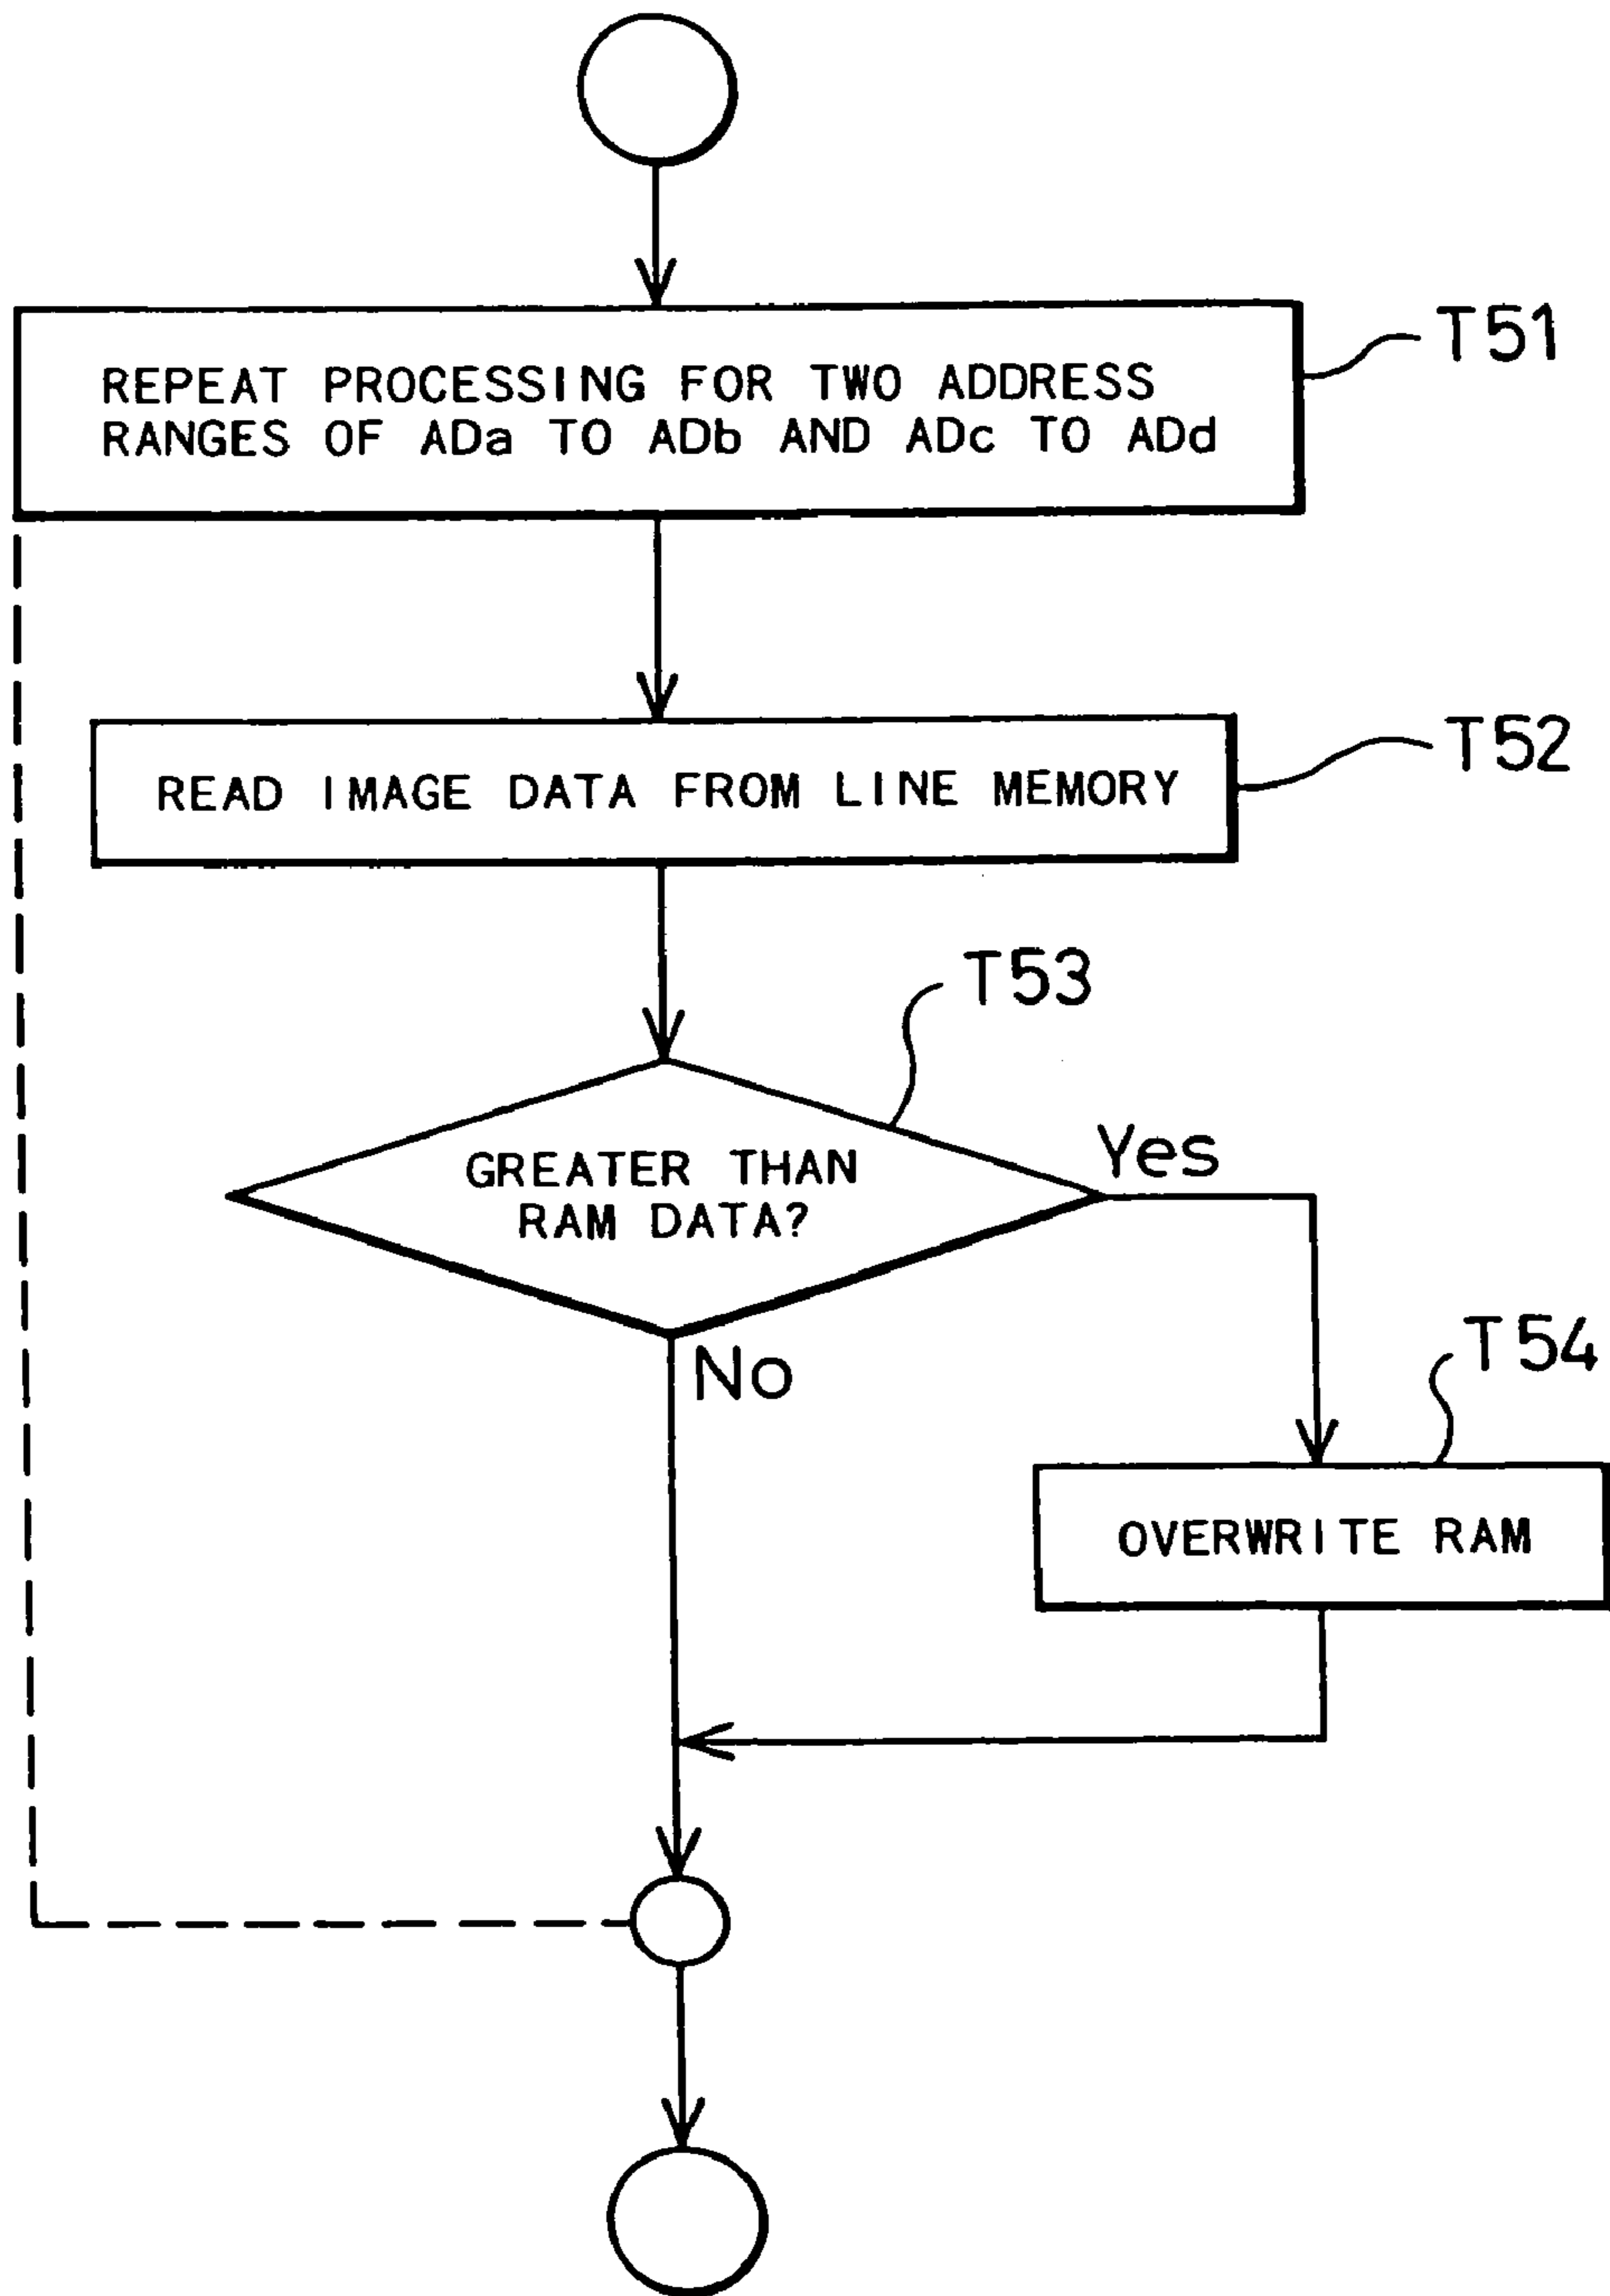 T51
REPEAT PROCESSING FOR TWO ADDRESS
RANGES OF ADa TO ADb AND ADc TO ADd
T52
READ IMAGE DATA FROM LINE MEMORY
T53
GREATER THAN
RAM DATA?
Yes
No
T54
OVERWRITE RAM